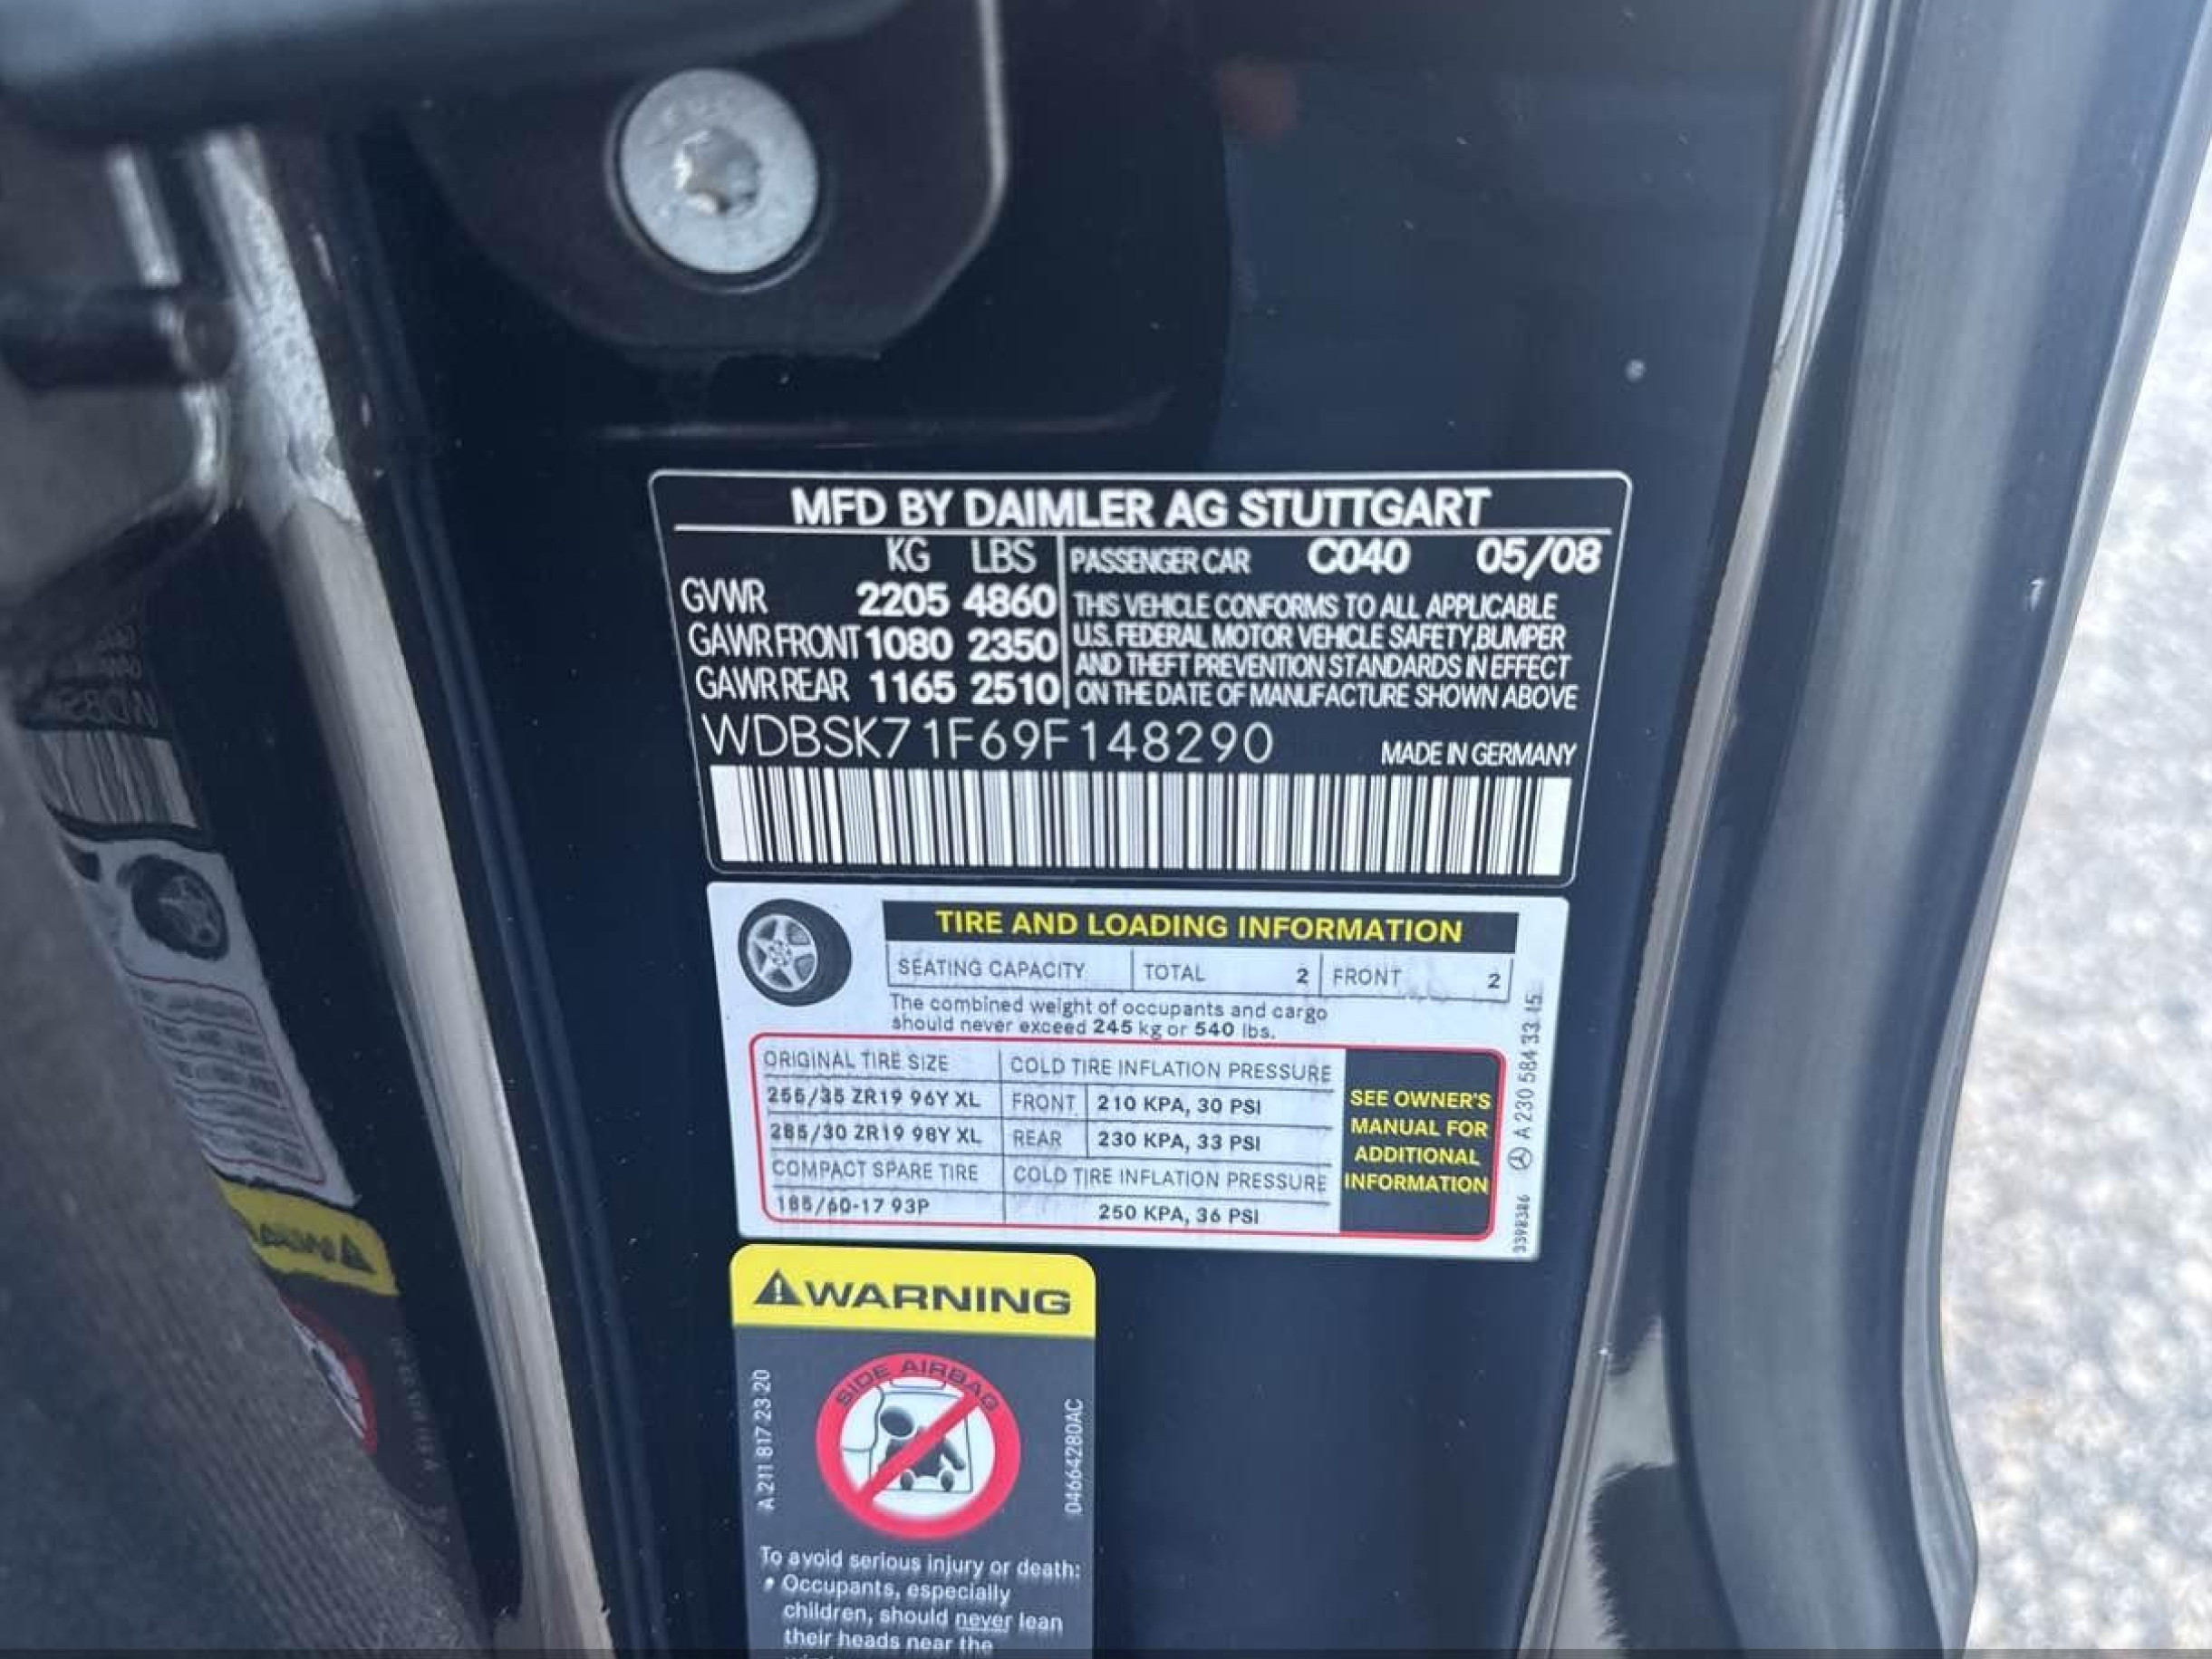 MFD BY DAIMLER AG STUTTGART
KG LBS PASSENGER CAR C040 05/08
GVWR 2205 4860 THIS VEHICLE CONFORMS TO ALL APPLICABLE
GAWR FRONT 1080 2350 U.S. FEDERAL MOTOR VEHICLE SAFETY, BUMPER
AND THEFT PREVENTION STANDARDS IN EFFECT
GAWR REAR 1165 2510 ON THE DATE OF MANUFACTURE SHOWN ABOVE
WDBSK71F69F148290 MADE IN GERMANY
TIRE AND LOADING INFORMATION
SEATING CAPACITY TOTAL 2 FRONT 2
The combined weight of occupants and cargo
should never exceed 245 kg or 540 lbs.
ORIGINAL TIRE SIZE COLD TIRE INFLATION PRESSURE
255/35 ZR19 96Y XL FRONT 210 KPA, 30 PSI
285/30 ZR19 98Y XL REAR 230 KPA, 33 PSI
COMPACT SPARE TIRE COLD TIRE INFLATION PRESSURE
185/60-17 93P 250 KPA, 36 PSI
SEE OWNER'S
MANUAL FOR
ADDITIONAL
INFORMATION
3398386 A 230 584 33 15
WARNING
SIDE AIRBAG
A 211 817 23 20
04664280AC
To avoid serious injury or death:
• Occupants, especially
children, should never lean
their heads near the